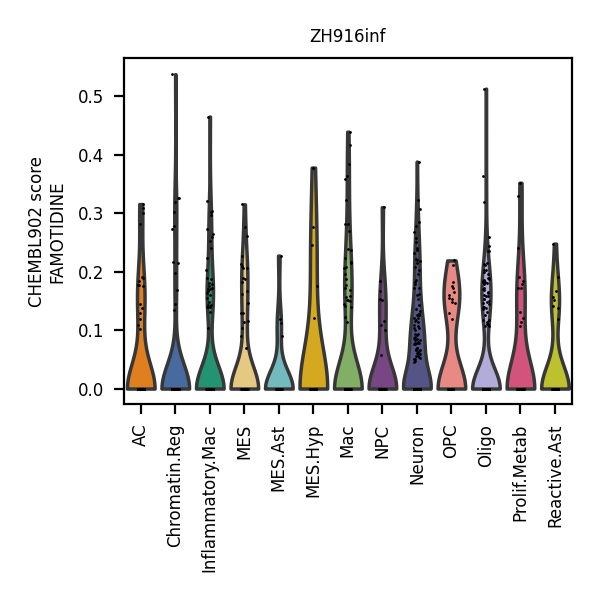 ZH916inf
CHEMBL902 score
FAMOTIDINE
0.5
0.4
0.3
0.2
0.1
0.0
AC
Chromatin.Reg
Inflammatory.Mac
MES
MES.Ast
MES.Hyp
Mac
NPC
Neuron
OPC
Oligo
Prolif.Metab
Reactive.Ast